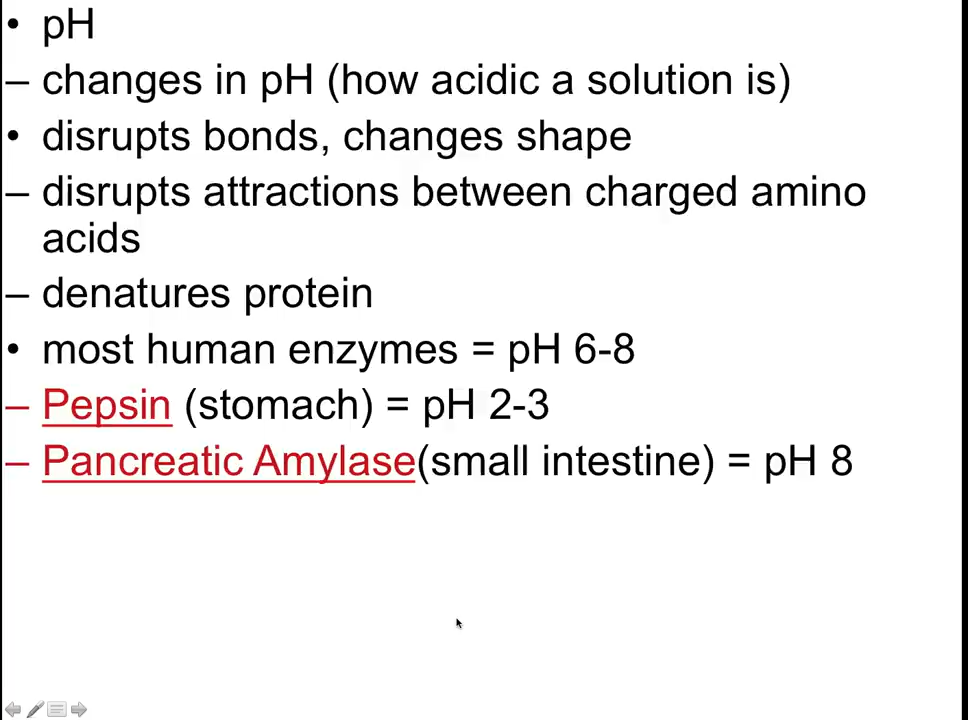 • pH
– changes in pH (how acidic a solution is)
• disrupts bonds, changes shape
– disrupts attractions between charged amino
acids
– denatures protein
• most human enzymes = pH 6-8
– Pepsin (stomach) = pH 2-3
– Pancreatic Amylase(small intestine) = pH 8